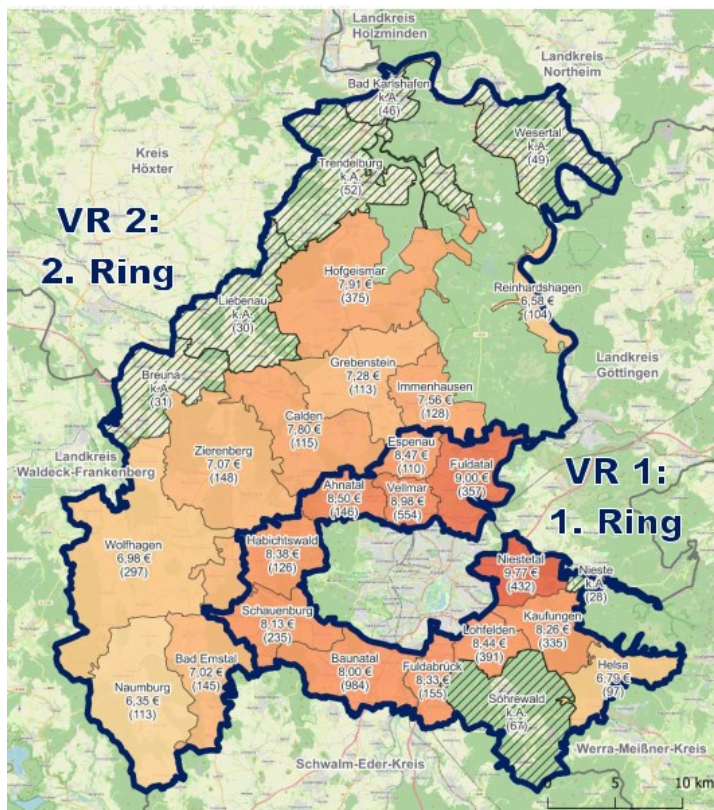 Landkreis
Holzminden
Landkreis
Northeim
Bad Karlshafen
k.A.
(46)
Wesertal
k.A.
(49)
Kreis
Höxter
Trendelburg
k.A.
(52)
VR 2:
2. Ring
Hofgeismar
7,91 €
(375)
Reinhardshagen
6,58 €
(104)
Liebenau
k.A.
(30)
Landkreis
Göttingen
Breuna
k.A.
(31)
Grebenstein
7,28 €
(113)
Immenhausen
7,56 €
(128)
Calden
7,80 €
(115)
Zierenberg
7,07 €
(148)
Landkreis
Waldeck-Frankenberg
Espenau
8,47 €
(110)
Fuldatal
9,00 €
(357)
VR 1:
1. Ring
Ahnatal
8,50 €
(146)
Vellmar
8,98 €
(554)
Wolfhagen
6,98 €
(297)
Habichtswald
8,38 €
(126)
Niestetal
9,77 €
(432)
Nieste
k.A.
(28)
Schauenburg
8,13 €
(235)
Kaufungen
8,26 €
(335)
Lohfelden
8,44 €
(391)
Bad Emstal
7,02 €
(145)
Baunatal
8,00 €
(984)
Fuldabrück
8,33 €
(155)
Helsa
6,79 €
(97)
Naumburg
6,35 €
(113)
Söhrewald
k.A.
(67)
Schwalm-Eder-Kreis
Werra-Meißner-Kreis
0 5 10 km